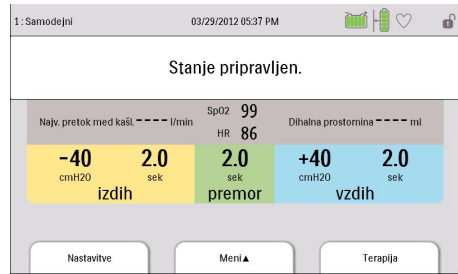 1 : Samodejni 03/29/2012 05:37 PM
Stanje pripravljen.
Najv. pretok med kašl. ---- l/min SpO2 99 Dihalna prostornina ---- ml
HR 86
-40 2.0 2.0 +40 2.0
cmH2O sek sek cmH2O sek
izdih premor vzdih
Nastavitve Meni▲ Terapija